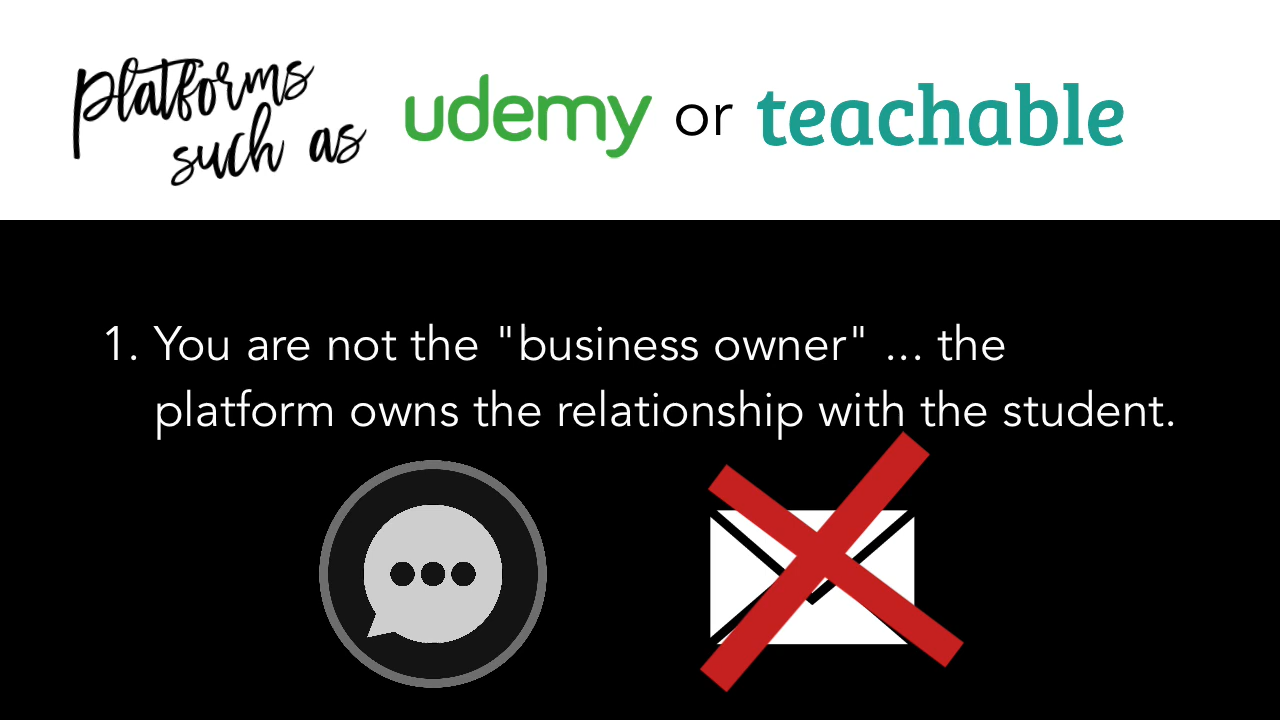 platforms
such as
udemy or teachable
1. You are not the "business owner" ... the
platform owns the relationship with the student.